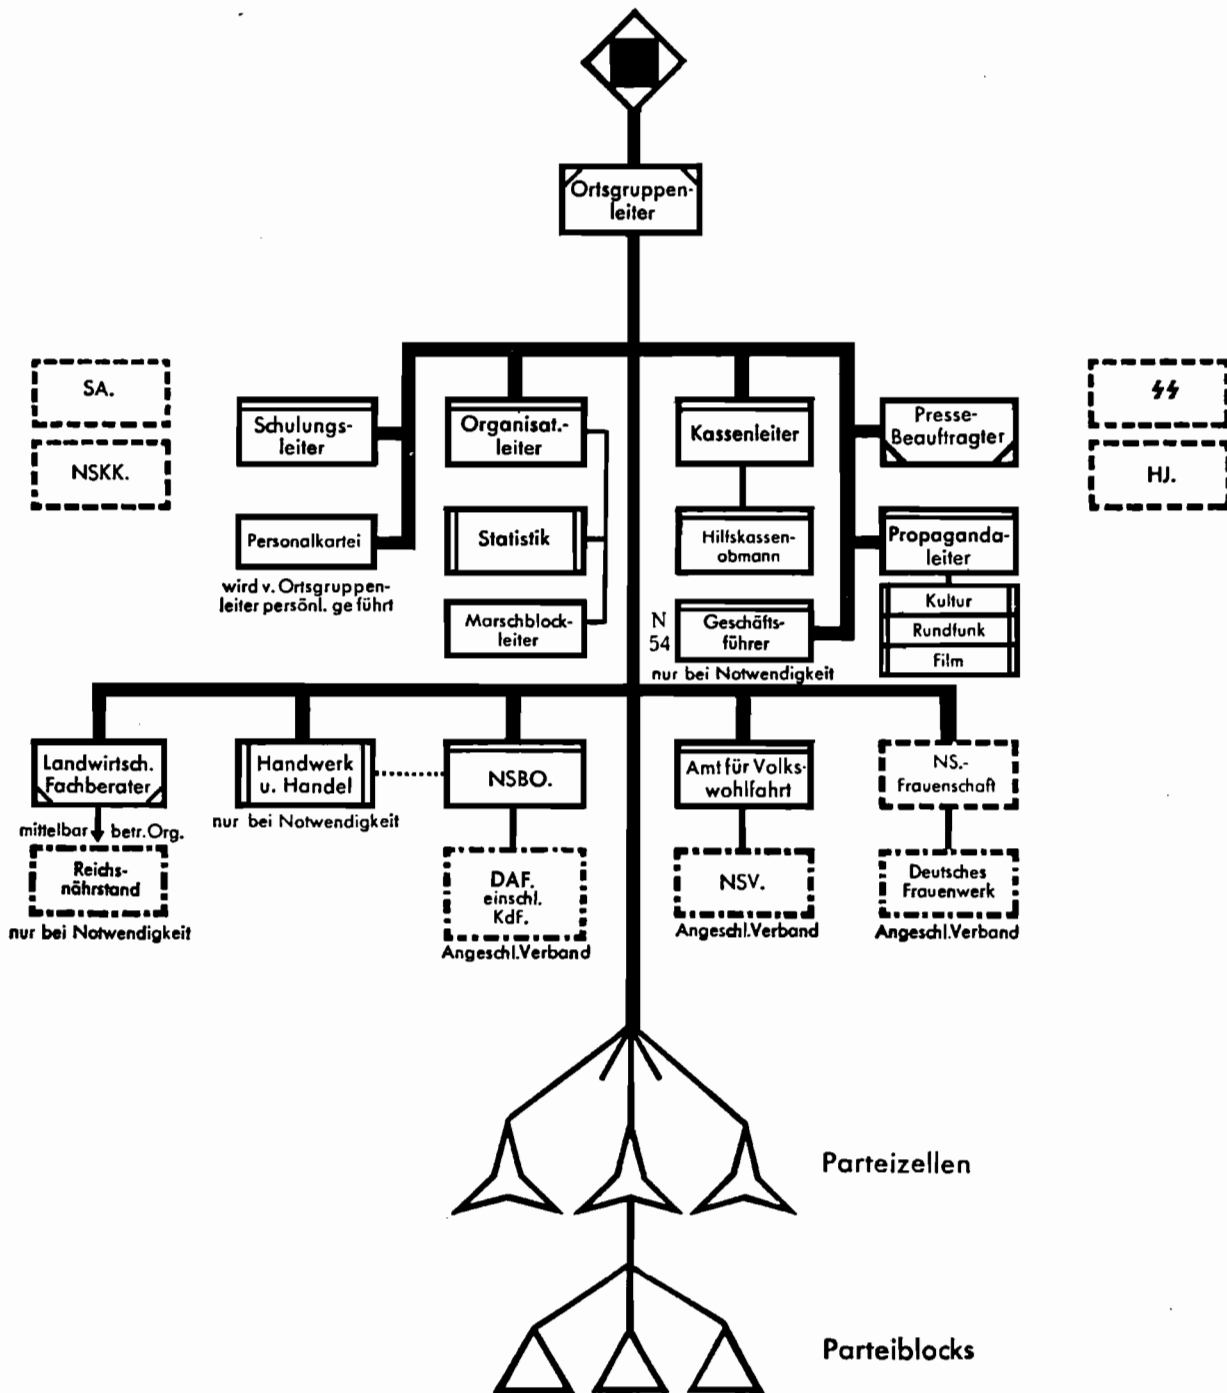 Ortsgruppen-
leiter
SA.
NSKK.
Schulungs-
leiter
Personalkartei
wird v. Ortsgruppen-
leiter persönl. geführt
Organisat.-
leiter
Statistik
Marschblock-
leiter
Kassenleiter
Hilfskassen-
obmann
N
54
Geschäfts-
führer
nur bei Notwendigkeit
Presse-
Beauftragter
Propaganda-
leiter
Kultur
Rundfunk
Film
ϟϟ
HJ.
Landwirtsch.
Fachberater
mittelbar betr. Org.
Reichs-
nährstand
nur bei Notwendigkeit
Handwerk
u. Handel
nur bei Notwendigkeit
NSBO.
DAF.
einschl.
KdF.
Angeschl. Verband
Amt für Volks-
wohlfahrt
NSV.
Angeschl. Verband
NS.-
Frauenschaft
Deutsches
Frauenwerk
Angeschl. Verband
Parteizellen
Parteiblocks